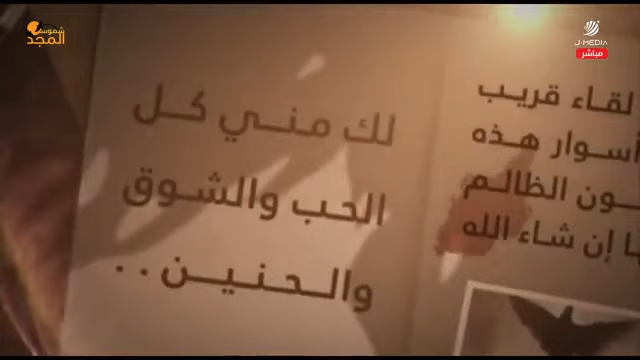 شموس
المجد
J-MEDIA
مباشر
لقاء قريب
أسوار هذه
الظالم
إن شاء الله
لك مني كل
الحب والشوق
والحنين . .